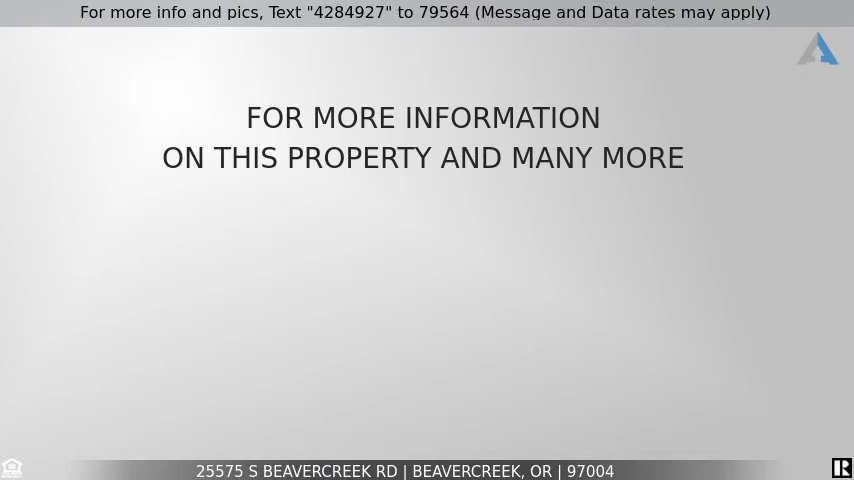 For more info and pics, Text "4284927" to 79564 (Message and Data rates may apply)
FOR MORE INFORMATION
ON THIS PROPERTY AND MANY MORE
25575 S BEAVERCREEK RD | BEAVERCREEK, OR | 97004